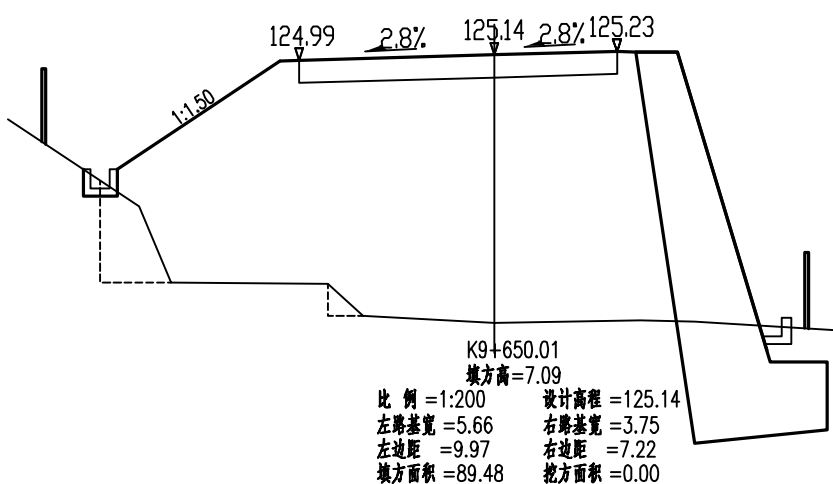 124.99 2.8% 125.14 2.8% 125.23
1:1.50
K9+650.01
填方高=7.09
比 例 =1:200 设计高程 =125.14
左路基宽 =5.66 右路基宽 =3.75
左边距 =9.97 右边距 =7.22
填方面积 =89.48 挖方面积 =0.00